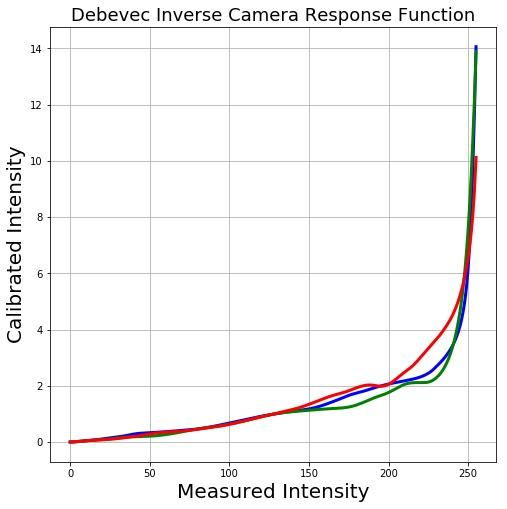 Debevec Inverse Camera Response Function
14
12
10
8
6
4
2
0
Calibrated Intensity
0 50 100 150 200 250
Measured Intensity